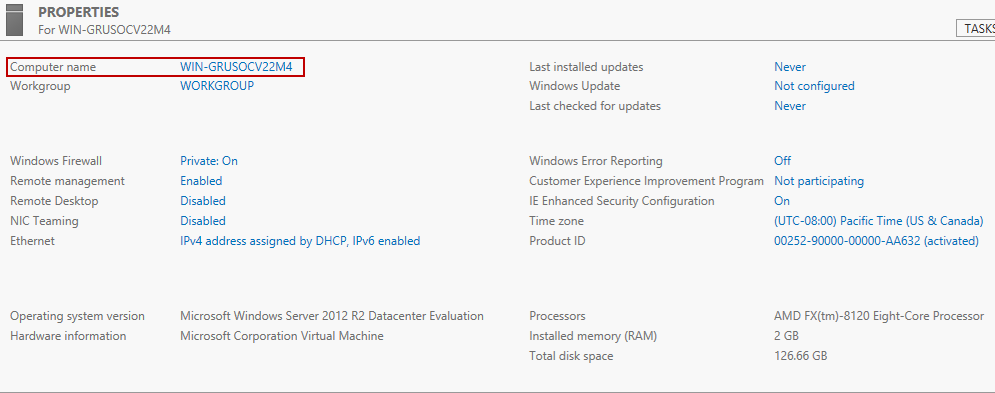 PROPERTIES
For WIN-GRUSOCV22M4
TASKS
Computer name WIN-GRUSOCV22M4
Workgroup WORKGROUP
Last installed updates Never
Windows Update Not configured
Last checked for updates Never
Windows Firewall Private: On
Remote management Enabled
Remote Desktop Disabled
NIC Teaming Disabled
Ethernet IPv4 address assigned by DHCP, IPv6 enabled
Windows Error Reporting Off
Customer Experience Improvement Program Not participating
IE Enhanced Security Configuration On
Time zone (UTC-08:00) Pacific Time (US & Canada)
Product ID 00252-90000-00000-AA632 (activated)
Operating system version Microsoft Windows Server 2012 R2 Datacenter Evaluation
Hardware information Microsoft Corporation Virtual Machine
Processors AMD FX(tm)-8120 Eight-Core Processor
Installed memory (RAM) 2 GB
Total disk space 126.66 GB